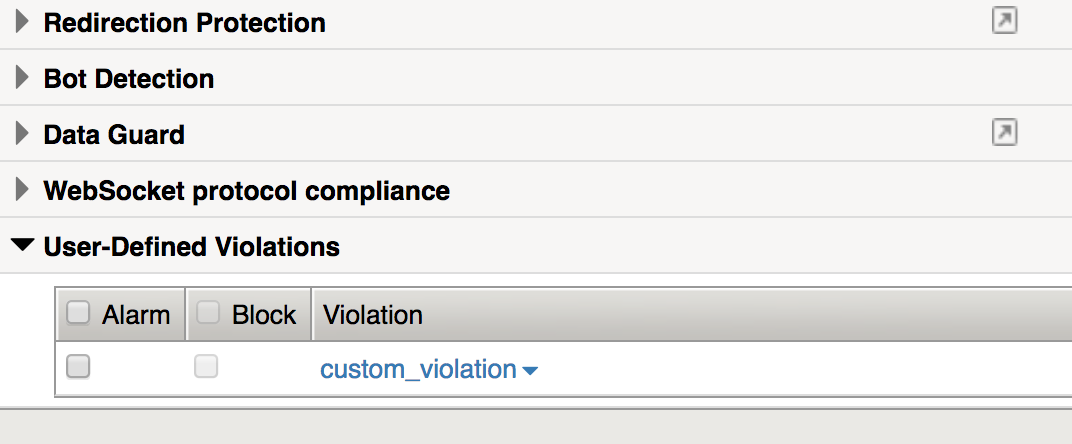 Redirection Protection
Bot Detection
Data Guard
WebSocket protocol compliance
User-Defined Violations
Alarm Block Violation
custom_violation